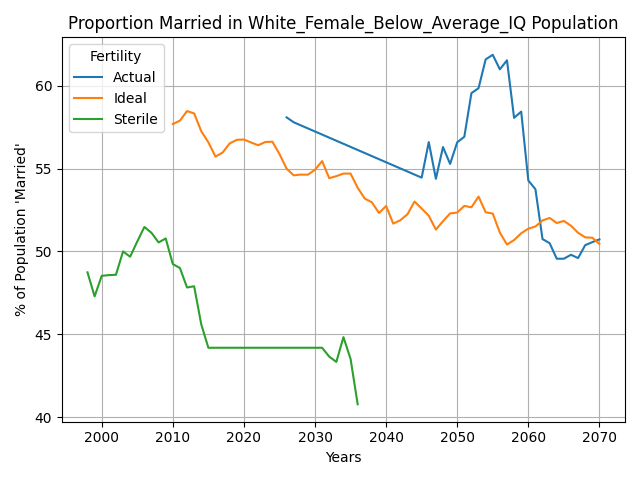 Proportion Married in White_Female_Below_Average_IQ Population
Fertility
Actual
Ideal
Sterile
% of Population 'Married'
60
55
50
45
40
2000 2010 2020 2030 2040 2050 2060 2070
Years